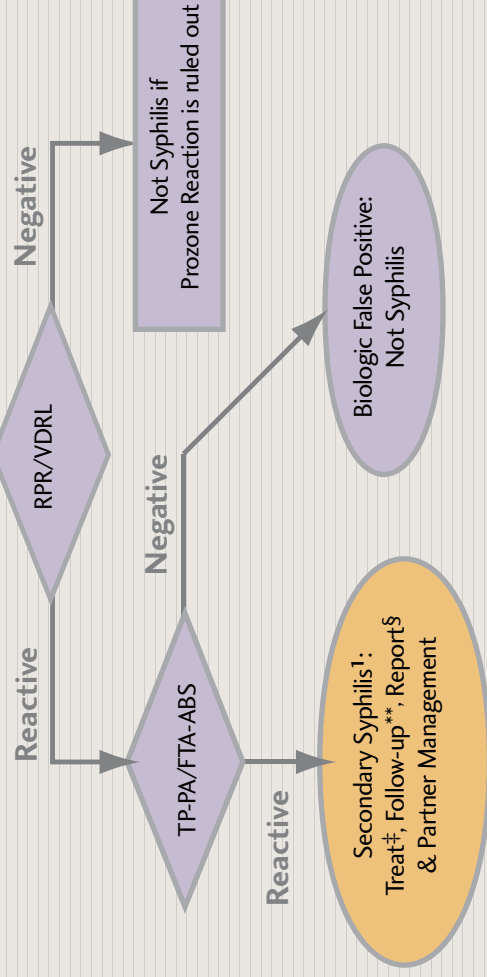 RPR/VDRL
Reactive
Negative
TP-PA/FTA-ABS
Not Syphilis if
Prozone Reaction is ruled out
Reactive
Negative
Secondary Syphilis¹:
Treat‡, Follow-up**, Report§
& Partner Management
Biologic False Positive:
Not Syphilis